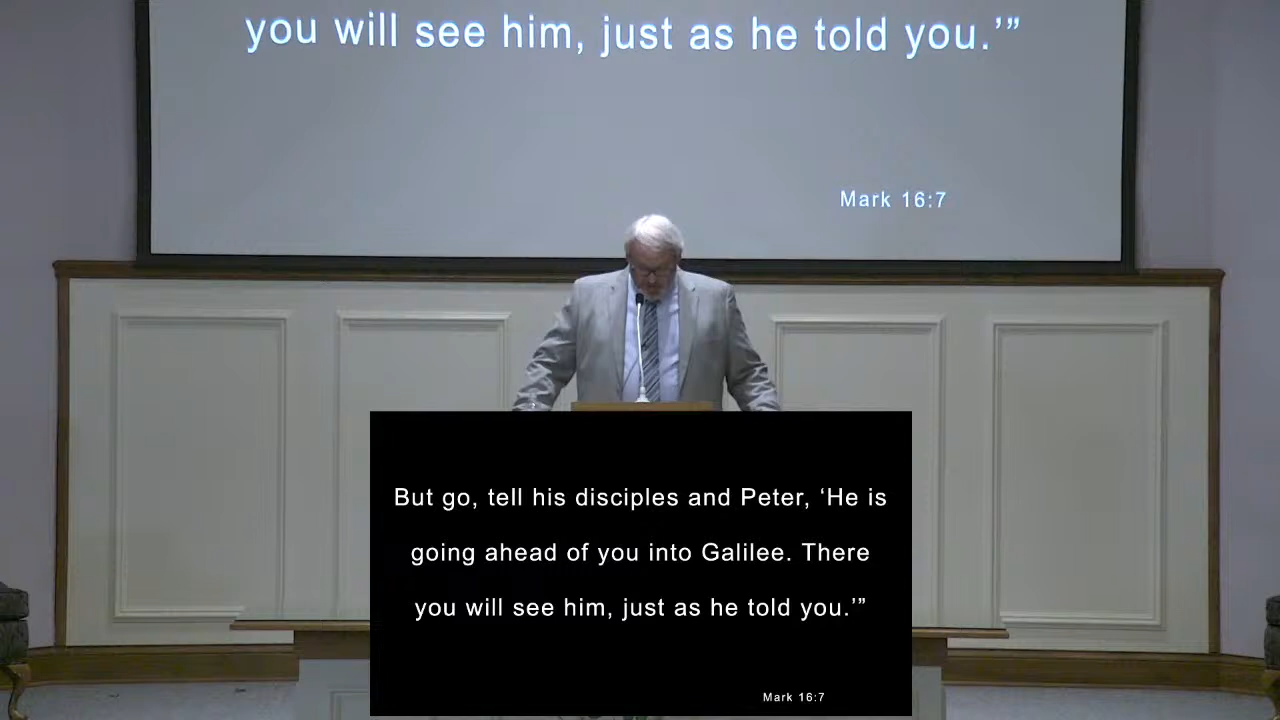 you will see him, just as he told you.’”
Mark 16:7
But go, tell his disciples and Peter, ‘He is
going ahead of you into Galilee. There
you will see him, just as he told you.’”
Mark 16:7